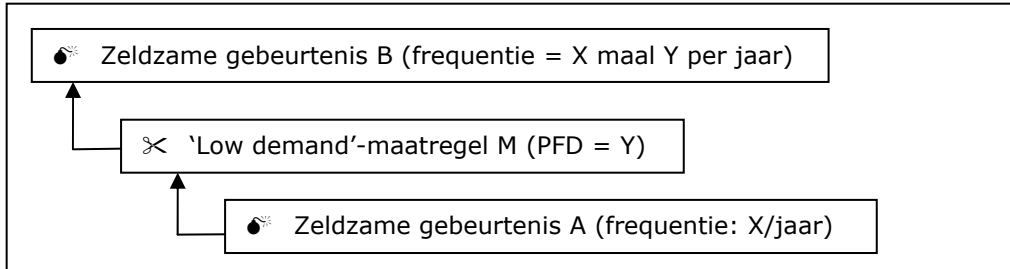 💣 Zeldzame gebeurtenis B (frequentie = X maal Y per jaar)
✂ ‘Low demand’-maatregel M (PFD = Y)
💣 Zeldzame gebeurtenis A (frequentie: X/jaar)